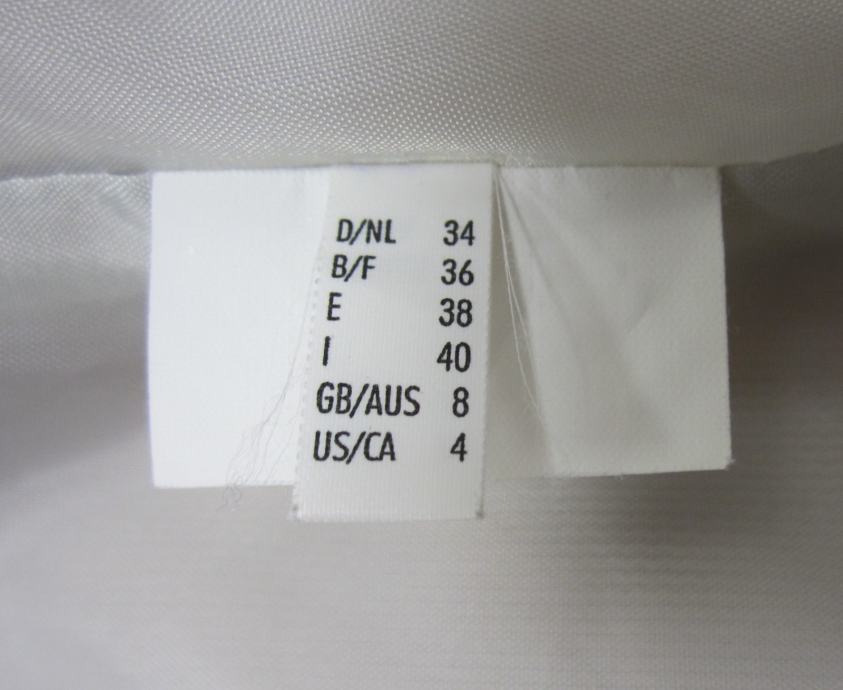 D/NL 34
B/F 36
E 38
I 40
GB/AUS 8
US/CA 4